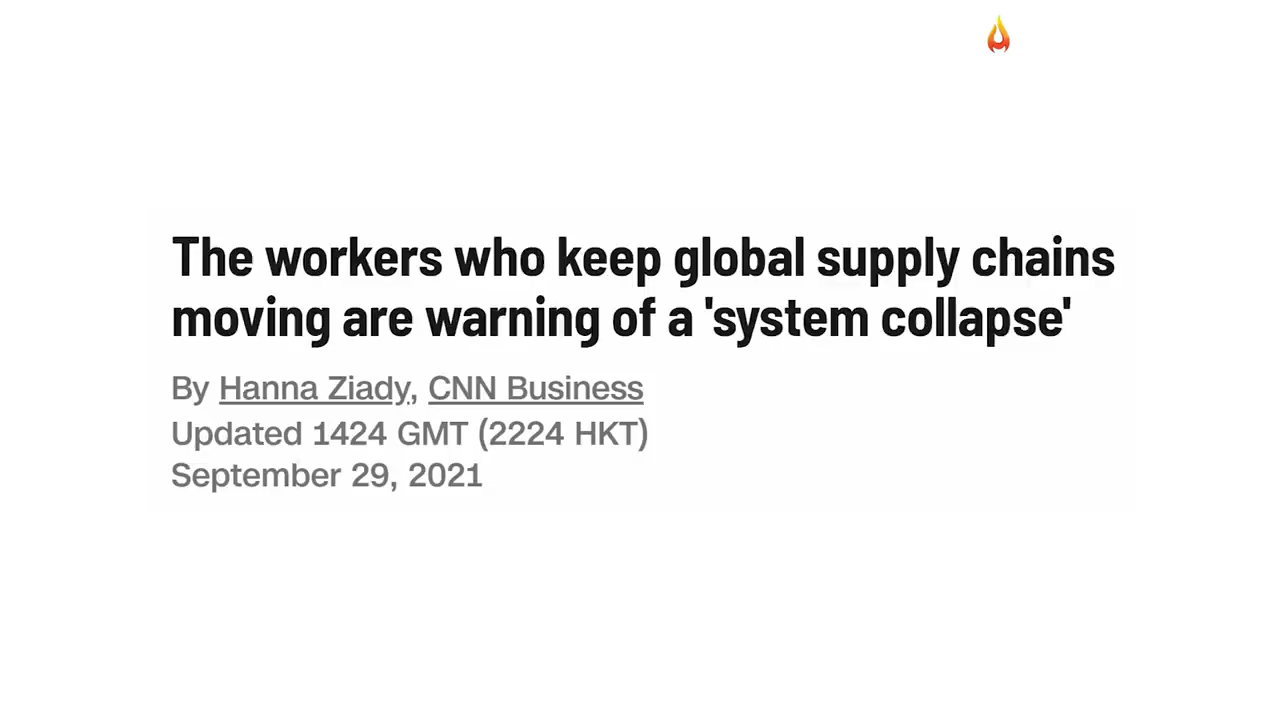 The workers who keep global supply chains
moving are warning of a 'system collapse'
By Hanna Ziady, CNN Business
Updated 1424 GMT (2224 HKT)
September 29, 2021